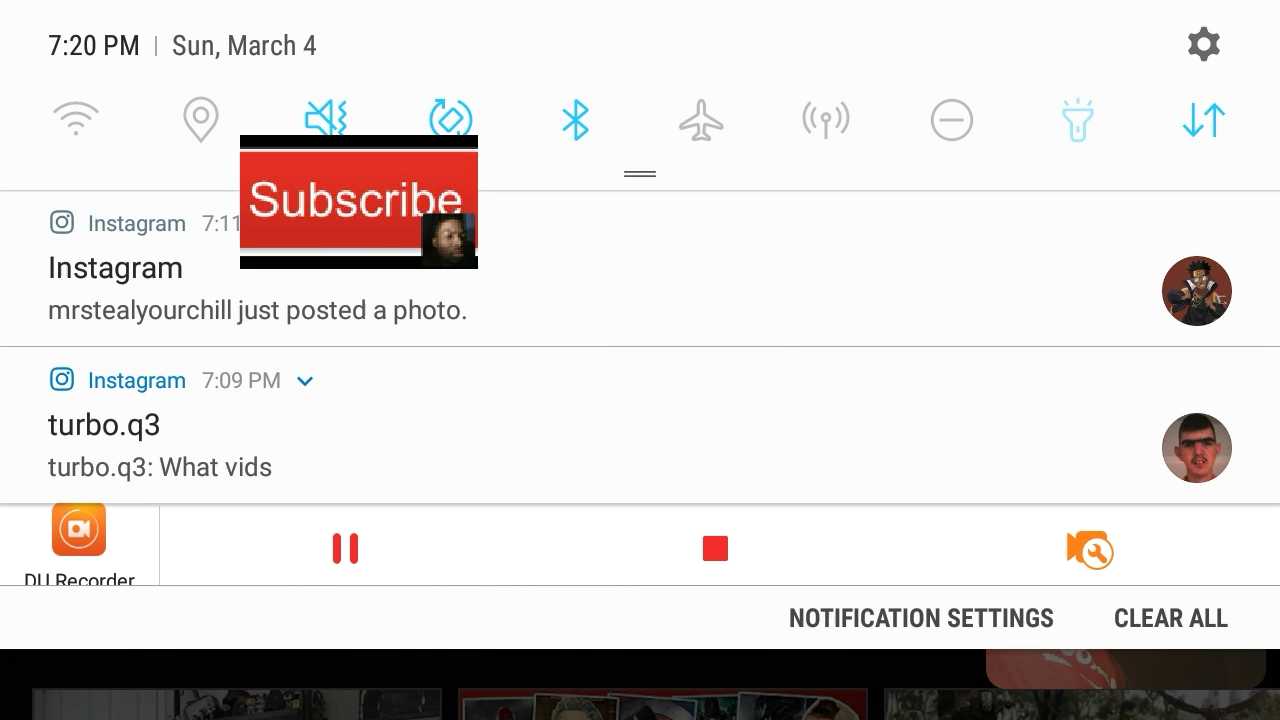 7:20 PM | Sun, March 4
Subscribe
Instagram 7:11
Instagram
mrstealyourchill just posted a photo.
Instagram 7:09 PM
turbo.q3
turbo.q3: What vids
DU Recorder
NOTIFICATION SETTINGS CLEAR ALL